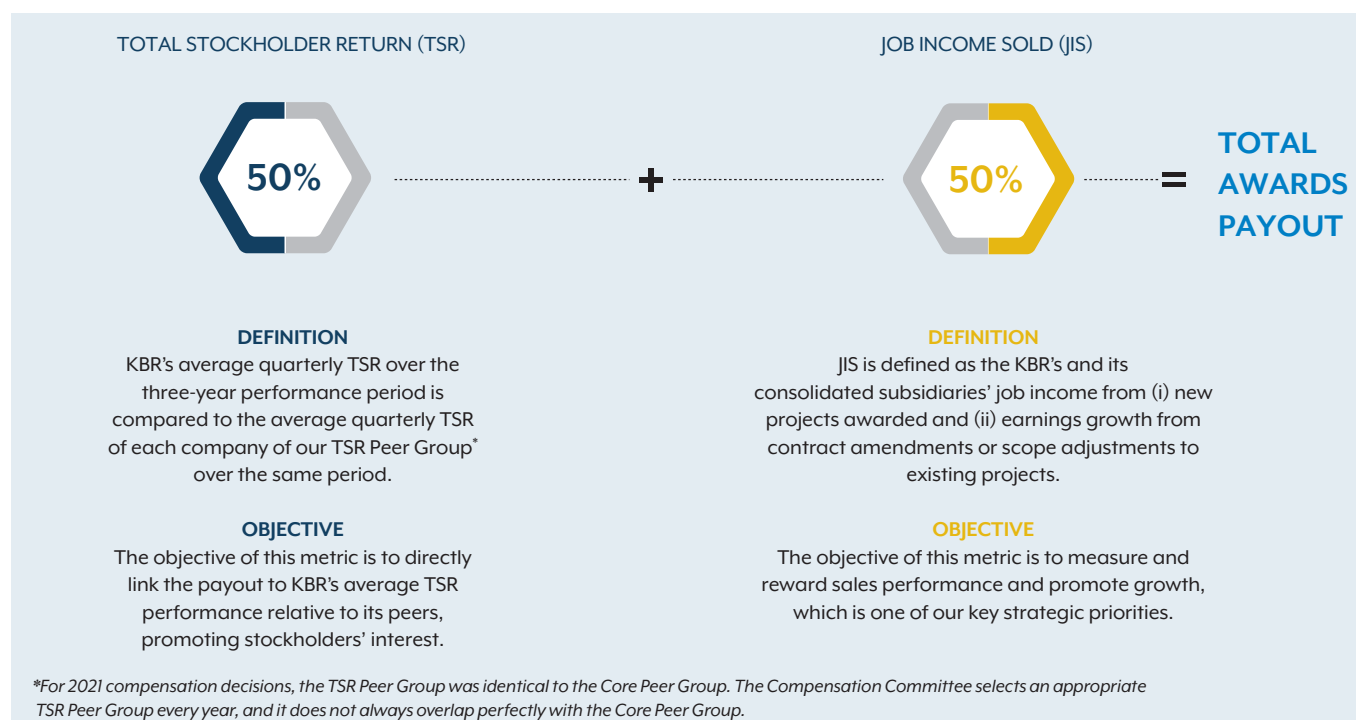 TOTAL STOCKHOLDER RETURN (TSR)
JOB INCOME SOLD (JIS)
50%
+
50%
=
TOTAL
AWARDS
PAYOUT
DEFINITION
KBR’s average quarterly TSR over the
three-year performance period is
compared to the average quarterly TSR
of each company of our TSR Peer Group*
over the same period.
OBJECTIVE
The objective of this metric is to directly
link the payout to KBR’s average TSR
performance relative to its peers,
promoting stockholders’ interest.
DEFINITION
JIS is defined as the KBR’s and its
consolidated subsidiaries’ job income from (i) new
projects awarded and (ii) earnings growth from
contract amendments or scope adjustments to
existing projects.
OBJECTIVE
The objective of this metric is to measure and
reward sales performance and promote growth,
which is one of our key strategic priorities.
*For 2021 compensation decisions, the TSR Peer Group was identical to the Core Peer Group. The Compensation Committee selects an appropriate
TSR Peer Group every year, and it does not always overlap perfectly with the Core Peer Group.